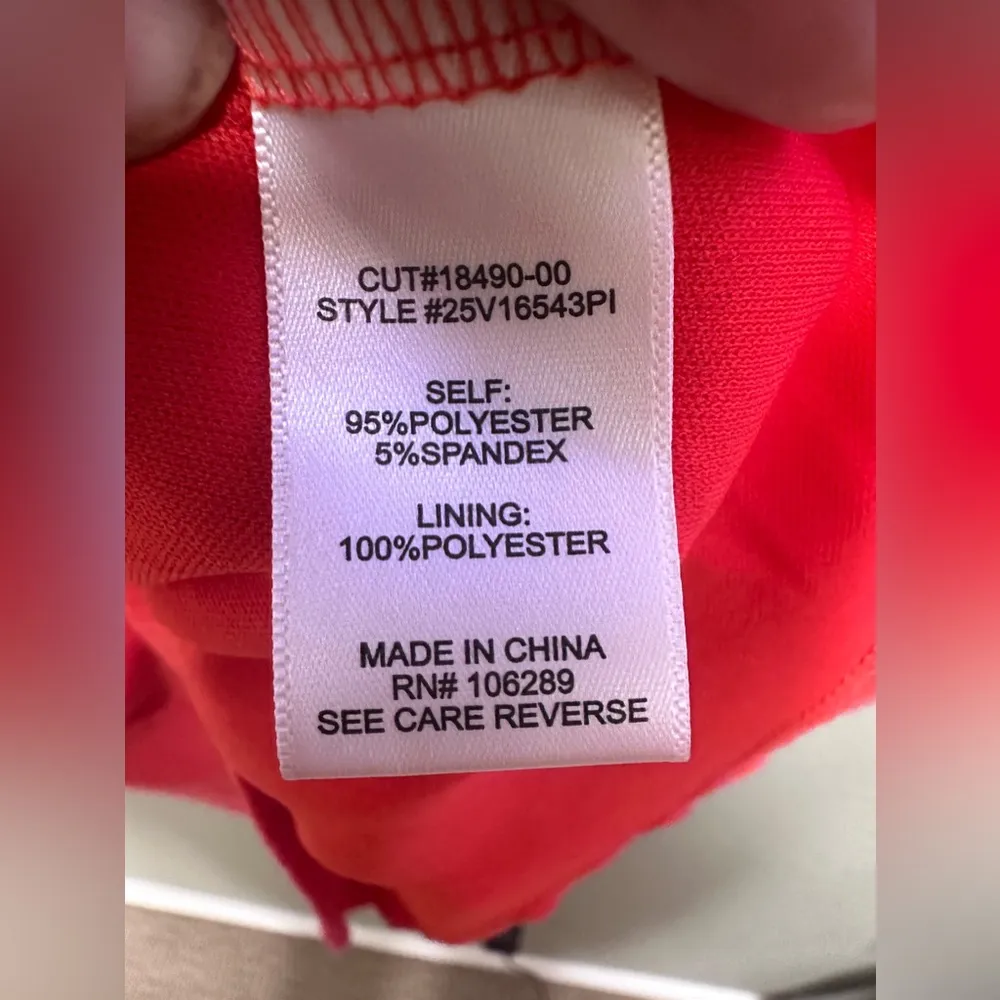 CUT#18490-00
STYLE #25V16543PI
SELF:
95%POLYESTER
5%SPANDEX
LINING:
100%POLYESTER
MADE IN CHINA
RN# 106289
SEE CARE REVERSE